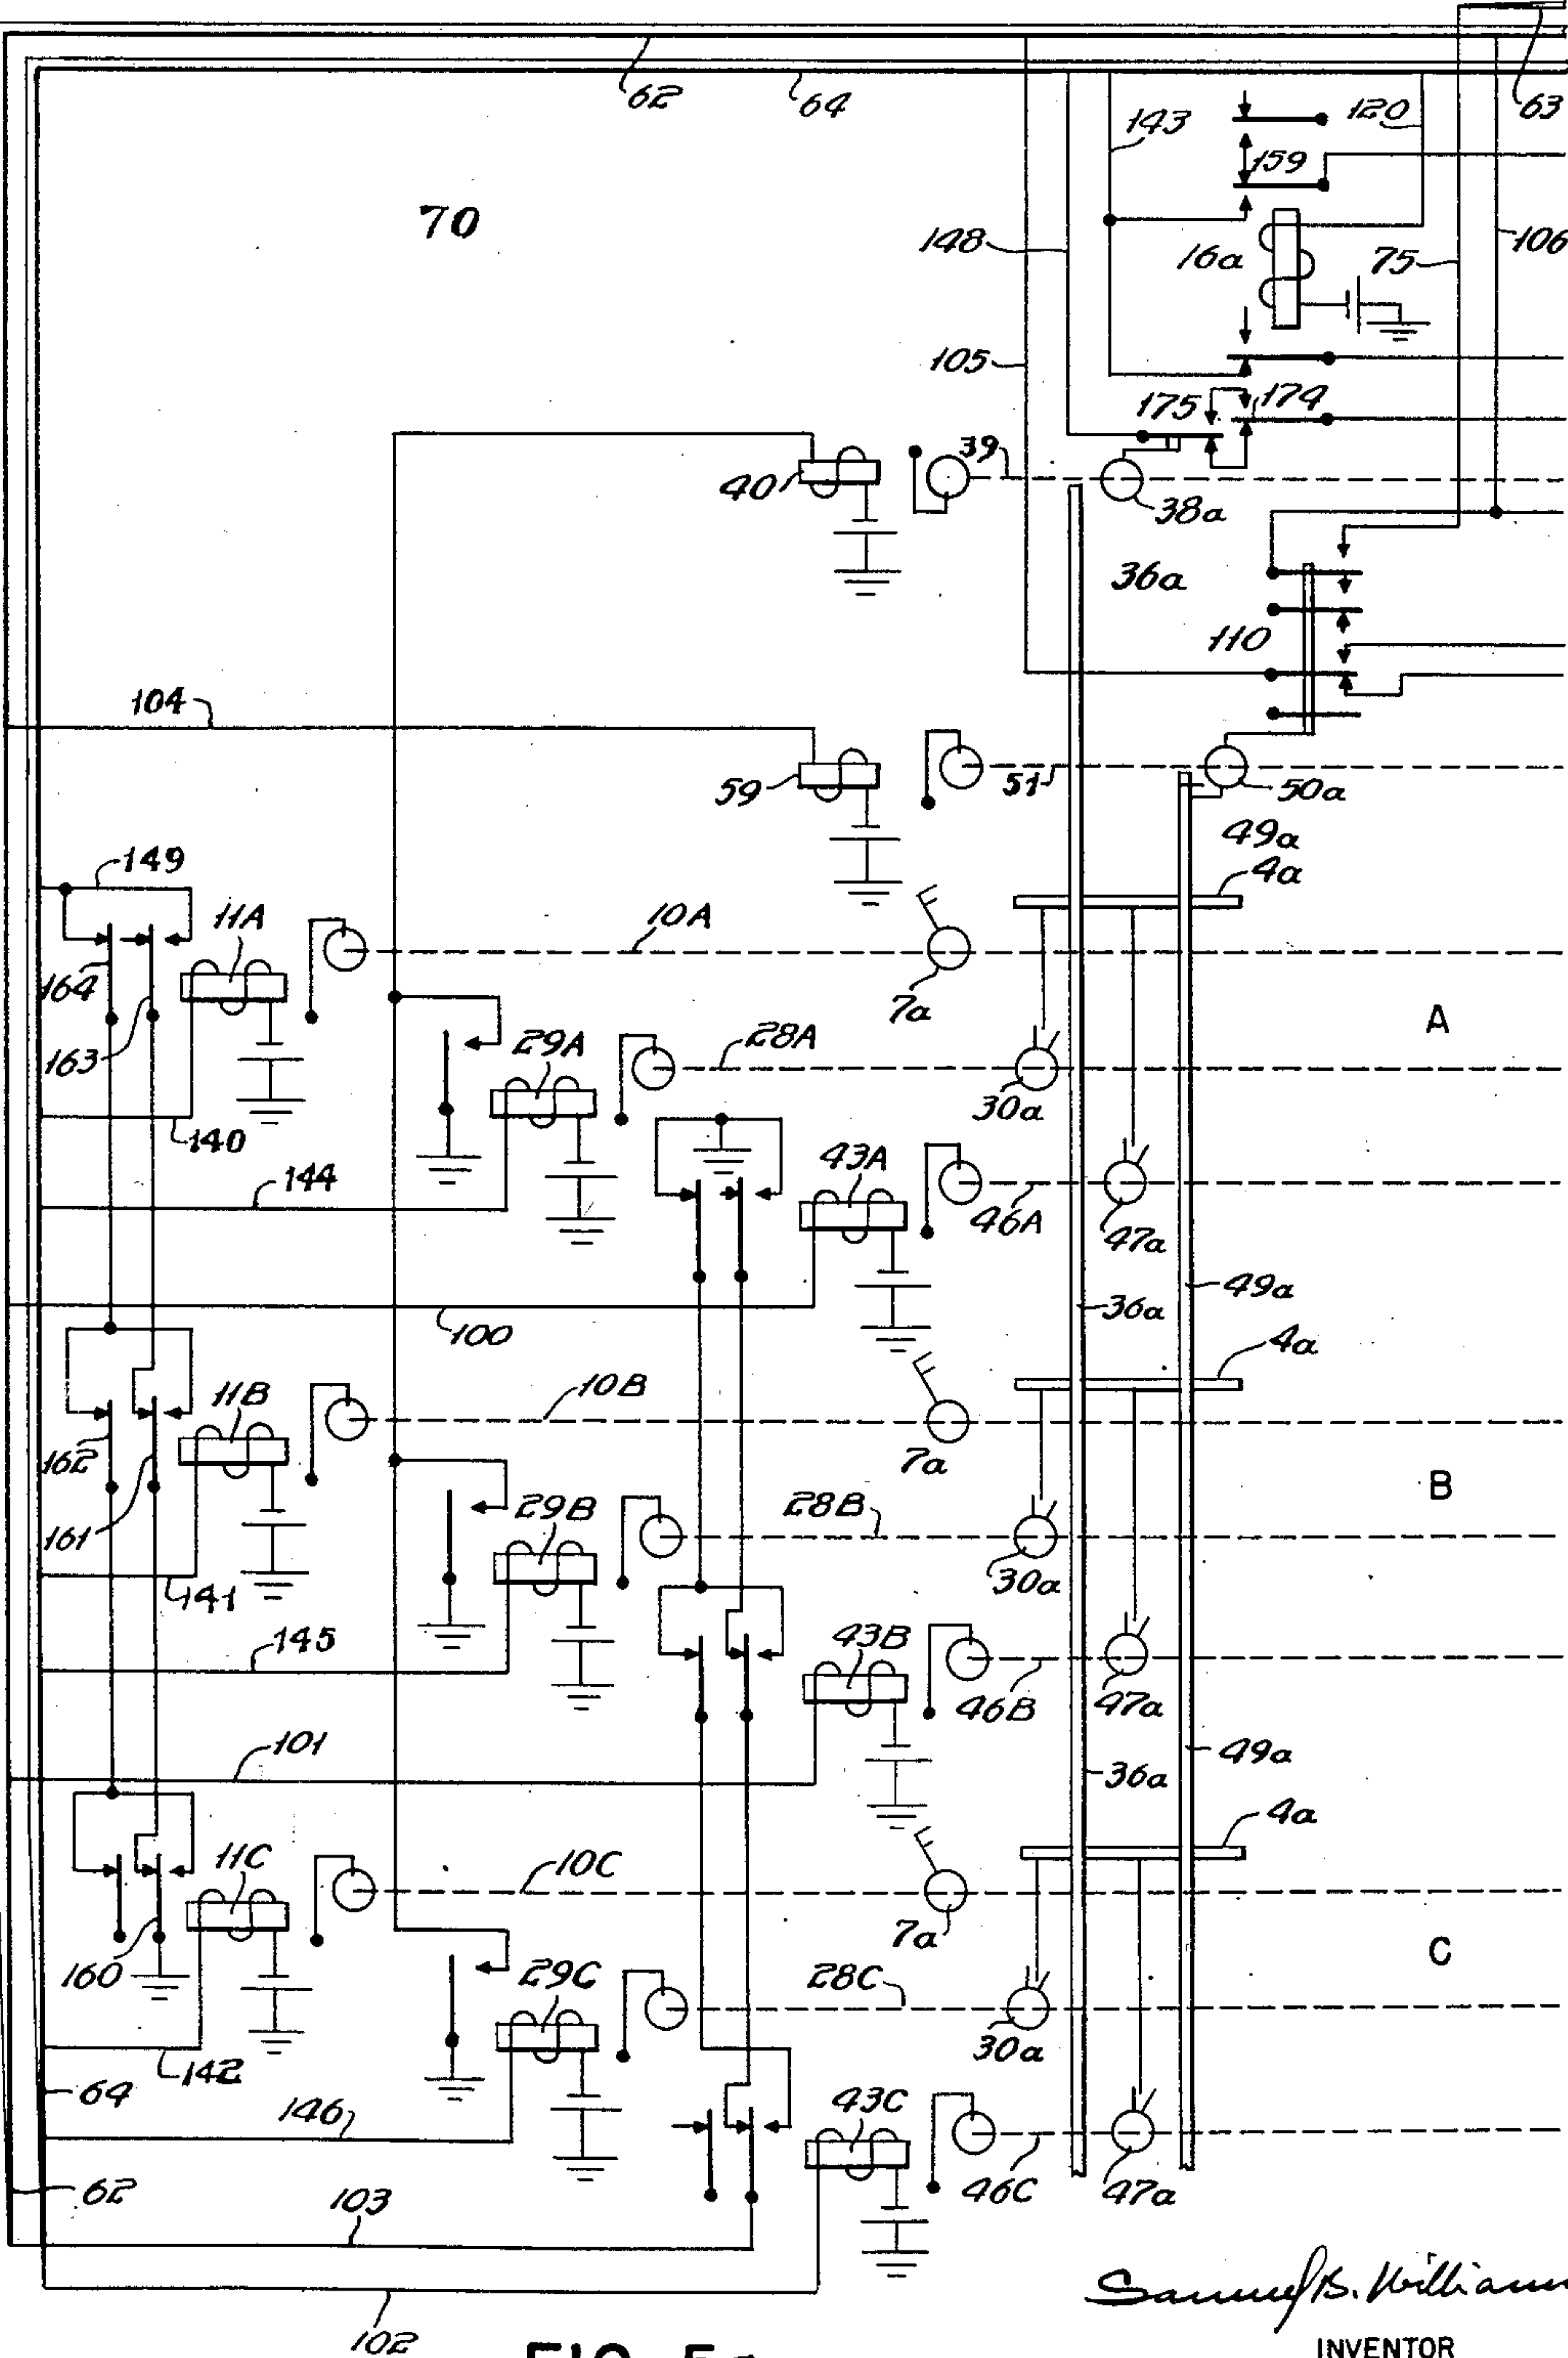 62
64
63
143
120
159
70
148
16a
75
106
105
175
174
40
39
38a
36a
110
104
59
51
50a
49a
149
4a
11A
10A
164
7a
A
163
29A
28A
30a
140
144
43A
46A
47a
36a
49a
100
4a
11B
10B
162
7a
B
161
29B
28B
30a
141
145
43B
46B
47a
101
36a
49a
4a
11C
10C
7a
160
29C
28C
C
30a
142
64
146
43C
62
103
46C
47a
Samuel B. William
INVENTOR
102